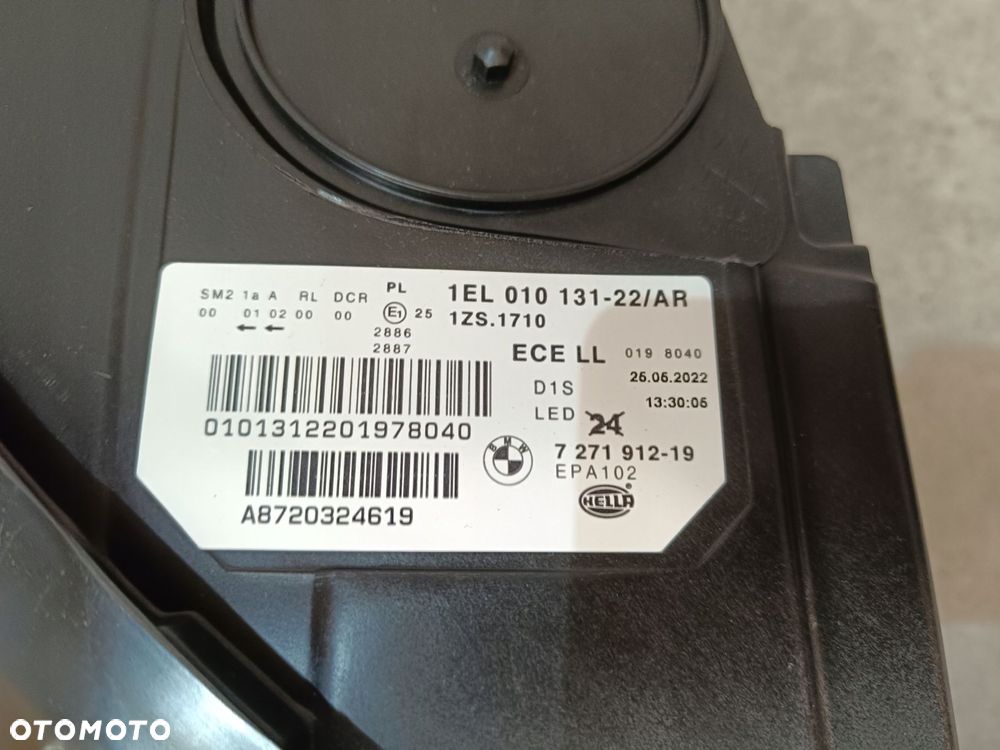 SM2 1a A RL DCR PL
00 01 02 00 00 E1 25
2886
2887
1EL 010 131-22/AR
1ZS.1710
ECE LL 019 8040
D1S 25.05.2022
LED 24 13:30:05
0101312201978040
BMW 7 271 912-19
EPA102
HELLA
A8720324619
OTOMOTO